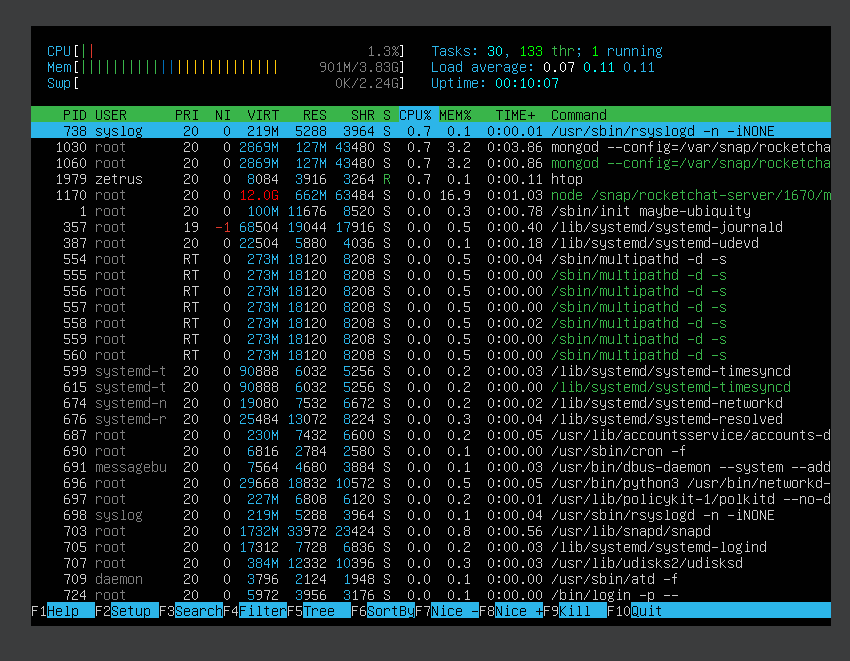 CPU[|| 1.3%] Tasks: 30, 133 thr; 1 running
Mem[||||||||||||||||||||||||| 901M/3.83G] Load average: 0.07 0.11 0.11
Swp[ 0K/2.24G] Uptime: 00:10:07
PID USER PRI NI VIRT RES SHR S CPU% MEM% TIME+ Command
738 syslog 20 0 219M 5288 3964 S 0.7 0.1 0:00.01 /usr/sbin/rsyslogd -n -iNONE
1030 root 20 0 2869M 127M 43480 S 0.7 3.2 0:03.86 mongod --config=/var/snap/rocketcha
1060 root 20 0 2869M 127M 43480 S 0.7 3.2 0:00.22 mongod --config=/var/snap/rocketcha
1979 zetrus 20 0 8084 3916 3264 R 0.7 0.1 0:00.11 htop
1170 root 20 0 12.0G 662M 63484 S 0.0 16.9 0:01.03 node /snap/rocketchat-server/1670/m
1 root 20 0 100M 11676 8520 S 0.0 0.3 0:00.78 /sbin/init maybe-ubiquity
357 root 19 -1 68504 19044 17916 S 0.0 0.5 0:00.40 /lib/systemd/systemd-journald
387 root 20 0 22504 5880 4036 S 0.0 0.1 0:00.18 /lib/systemd/systemd-udevd
554 root RT 0 273M 18120 8208 S 0.0 0.5 0:00.04 /sbin/multipathd -d -s
555 root RT 0 273M 18120 8208 S 0.0 0.5 0:00.00 /sbin/multipathd -d -s
556 root RT 0 273M 18120 8208 S 0.0 0.5 0:00.00 /sbin/multipathd -d -s
557 root RT 0 273M 18120 8208 S 0.0 0.5 0:00.00 /sbin/multipathd -d -s
558 root RT 0 273M 18120 8208 S 0.0 0.5 0:00.02 /sbin/multipathd -d -s
559 root RT 0 273M 18120 8208 S 0.0 0.5 0:00.00 /sbin/multipathd -d -s
560 root RT 0 273M 18120 8208 S 0.0 0.5 0:00.00 /sbin/multipathd -d -s
599 systemd-t 20 0 90888 6032 5256 S 0.0 0.2 0:00.03 /lib/systemd/systemd-timesyncd
615 systemd-t 20 0 90888 6032 5256 S 0.0 0.2 0:00.00 /lib/systemd/systemd-timesyncd
674 systemd-n 20 0 19080 7532 6672 S 0.0 0.2 0:00.02 /lib/systemd/systemd-networkd
676 systemd-r 20 0 25484 13072 8224 S 0.0 0.3 0:00.04 /lib/systemd/systemd-resolved
687 root 20 0 230M 7432 6600 S 0.0 0.2 0:00.05 /usr/lib/accountsservice/accounts-d
690 root 20 0 6816 2784 2580 S 0.0 0.1 0:00.00 /usr/sbin/cron -f
691 messagebu 20 0 7564 4680 3884 S 0.0 0.1 0:00.03 /usr/bin/dbus-daemon --system --add
696 root 20 0 29668 18832 10572 S 0.0 0.5 0:00.05 /usr/bin/python3 /usr/bin/networkd-
697 root 20 0 227M 6808 6120 S 0.0 0.2 0:00.01 /usr/lib/policykit-1/polkitd --no-d
698 syslog 20 0 219M 5288 3964 S 0.0 0.1 0:00.04 /usr/sbin/rsyslogd -n -iNONE
703 root 20 0 1732M 33972 23424 S 0.0 0.8 0:00.56 /usr/lib/snapd/snapd
705 root 20 0 17312 7728 6836 S 0.0 0.2 0:00.03 /lib/systemd/systemd-logind
707 root 20 0 384M 12332 10396 S 0.0 0.3 0:00.03 /usr/lib/udisks2/udisksd
709 daemon 20 0 3796 2124 1948 S 0.0 0.1 0:00.00 /usr/sbin/atd -f
724 root 20 0 5972 3956 3176 S 0.0 0.1 0:00.00 /bin/login -p --
F1Help F2Setup F3SearchF4FilterF5Tree F6SortByF7Nice -F8Nice +F9Kill F10Quit